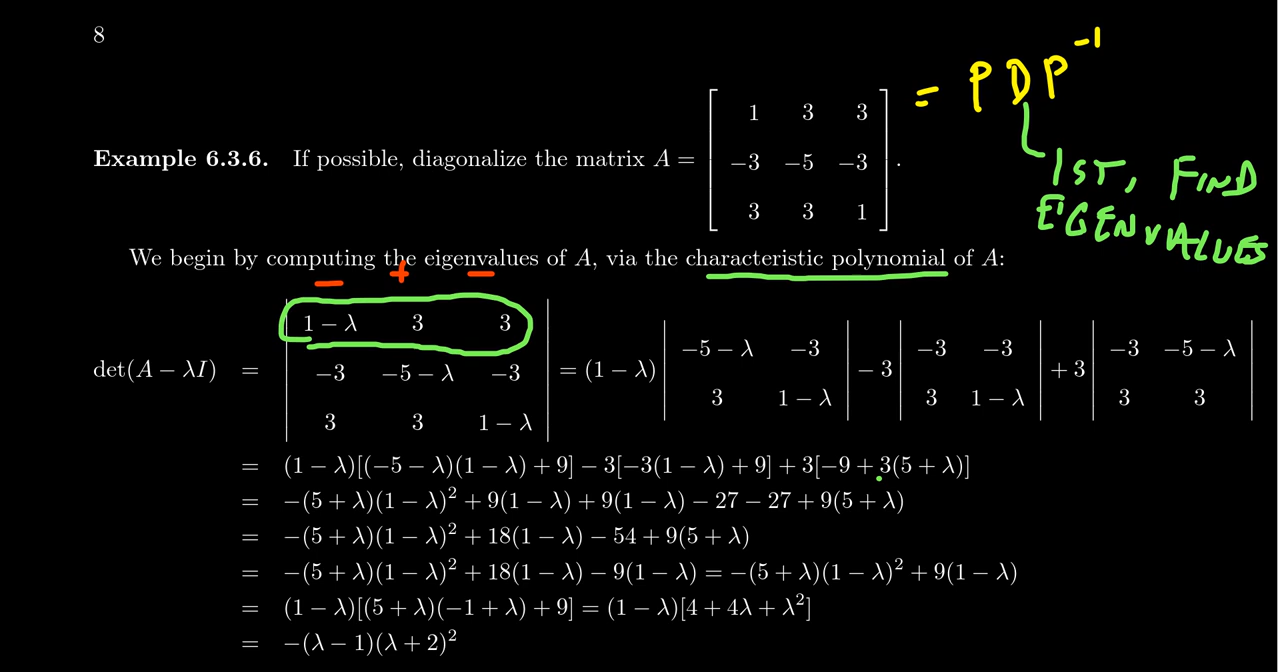 8
= P D P⁻¹
Example 6.3.6. If possible, diagonalize the matrix A = [ 1 3 3 ; −3 −5 −3 ; 3 3 1 ] .
1ST, FIND
EIGENVALUES
We begin by computing the eigenvalues of A, via the characteristic polynomial of A:
− + −
det(A − λI) = | 1 − λ 3 3 ; −3 −5 − λ −3 ; 3 3 1 − λ | = (1 − λ) | −5 − λ −3 ; 3 1 − λ | − 3 | −3 −3 ; 3 1 − λ | + 3 | −3 −5 − λ ; 3 3 |
= (1 − λ)[(−5 − λ)(1 − λ) + 9] − 3[−3(1 − λ) + 9] + 3[−9 + 3(5 + λ)]
= −(5 + λ)(1 − λ)² + 9(1 − λ) + 9(1 − λ) − 27 − 27 + 9(5 + λ)
= −(5 + λ)(1 − λ)² + 18(1 − λ) − 54 + 9(5 + λ)
= −(5 + λ)(1 − λ)² + 18(1 − λ) − 9(1 − λ) = −(5 + λ)(1 − λ)² + 9(1 − λ)
= (1 − λ)[(5 + λ)(−1 + λ) + 9] = (1 − λ)[4 + 4λ + λ²]
= −(λ − 1)(λ + 2)²